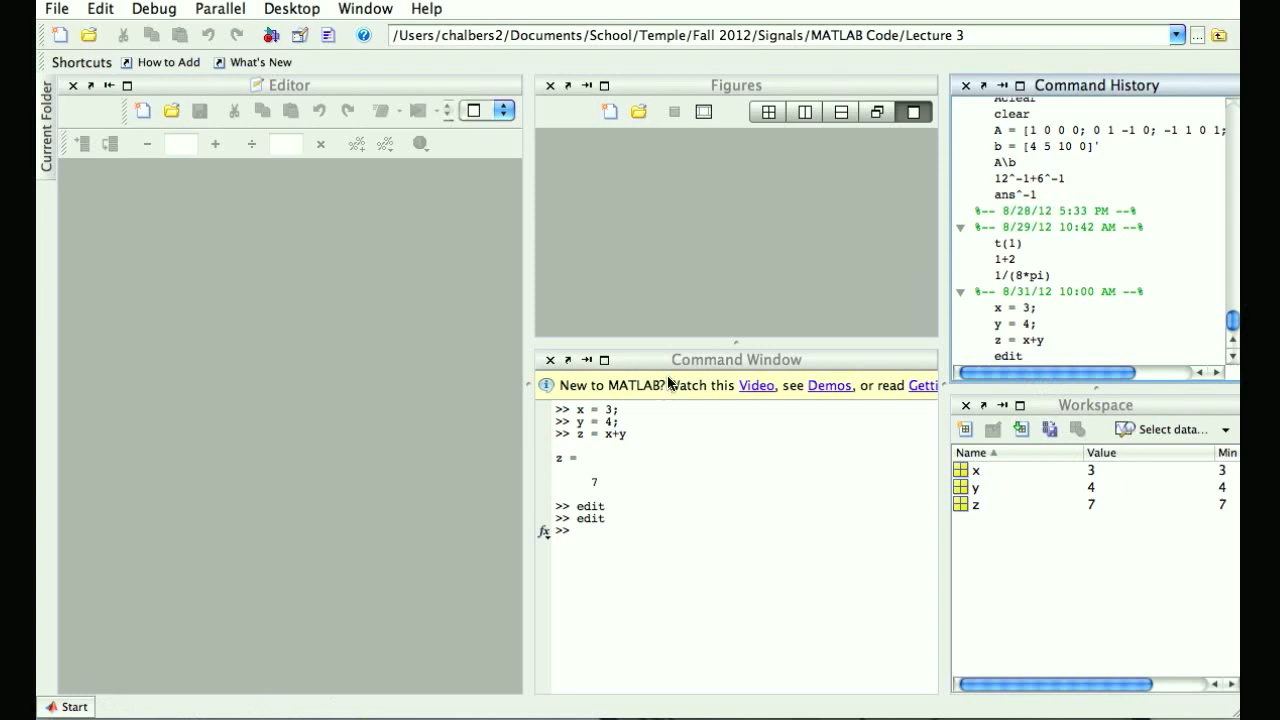 File Edit Debug Parallel Desktop Window Help
/Users/chalbers2/Documents/School/Temple/Fall 2012/Signals/MATLAB Code/Lecture 3
Shortcuts How to Add What's New
Current Folder
Editor
Figures
Command Window
New to MATLAB? Watch this Video, see Demos, or read Getti
>> x = 3;
>> y = 4;
>> z = x+y
z =
7
>> edit
>> edit
fx >>
Command History
Aclear
clear
A = [1 0 0 0; 0 1 -1 0; -1 1 0 1;
b = [4 5 10 0]'
A\b
12^-1+6^-1
ans^-1
%-- 8/28/12 5:33 PM --%
%-- 8/29/12 10:42 AM --%
t(1)
1+2
1/(8*pi)
%-- 8/31/12 10:00 AM --%
x = 3;
y = 4;
z = x+y
edit
Workspace
Select data...
Name Value Min
x 3 3
y 4 4
z 7 7
Start